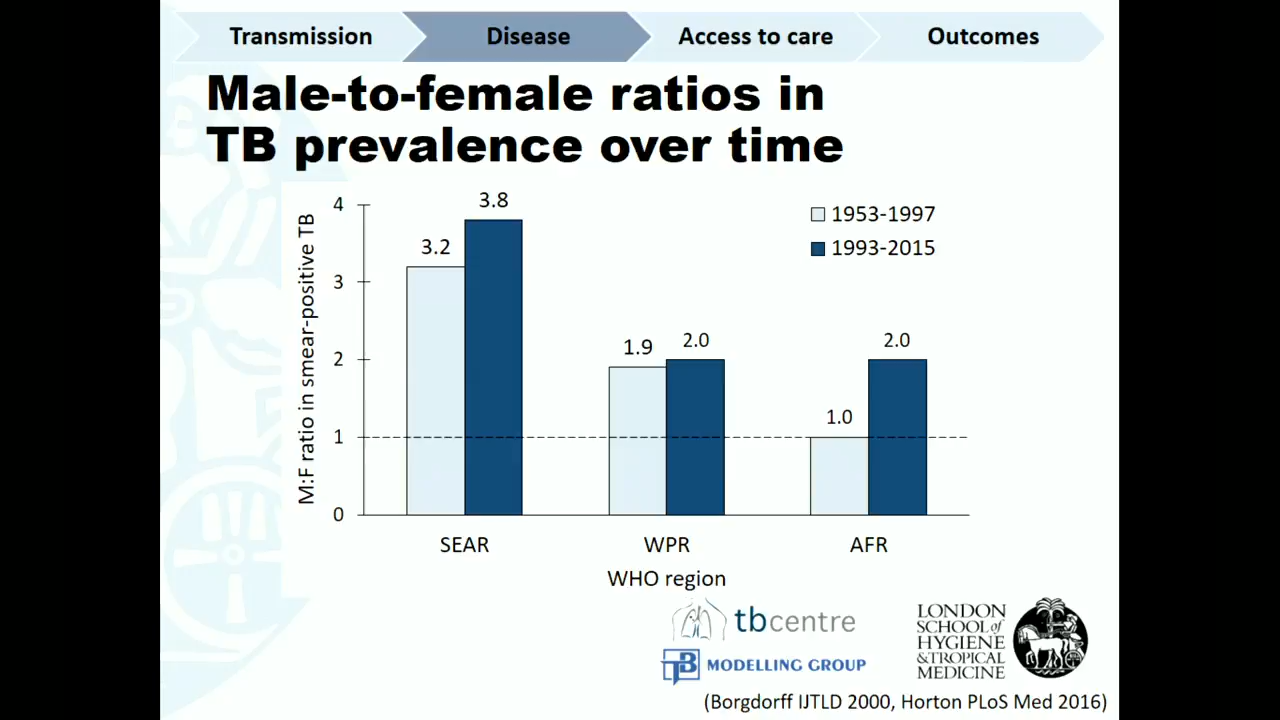 Transmission
Disease
Access to care
Outcomes
Male-to-female ratios in
TB prevalence over time
M:F ratio in smear-positive TB
4
3
2
1
0
3.2
3.8
1.9
2.0
1.0
2.0
1953-1997
1993-2015
SEAR
WPR
AFR
WHO region
tbcentre
TB MODELLING GROUP
LONDON
SCHOOL of
HYGIENE
& TROPICAL
MEDICINE
(Borgdorff IJTLD 2000, Horton PLoS Med 2016)